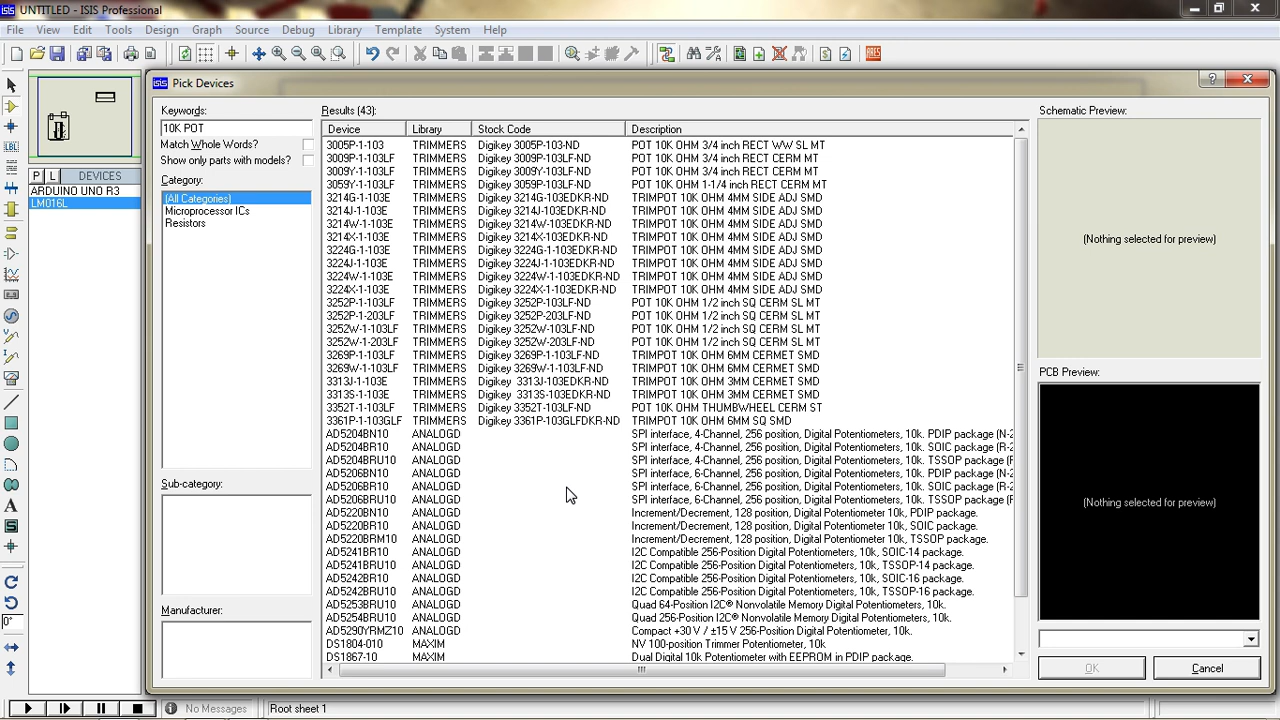 UNTITLED - ISIS Professional
File View Edit Tools Design Graph Source Debug Library Template System Help
Pick Devices
Keywords:
10K POT
Match Whole Words?
Show only parts with models?
Category:
(All Categories)
Microprocessor ICs
Resistors
Sub-category:
Manufacturer:
P L DEVICES
ARDUINO UNO R3
LM016L
Results (43):
Device Library Stock Code Description
3005P-1-103 TRIMMERS Digikey 3005P-103-ND POT 10K OHM 3/4 inch RECT WW SL MT
3009P-1-103LF TRIMMERS Digikey 3009P-103LF-ND POT 10K OHM 3/4 inch RECT CERM MT
3009Y-1-103LF TRIMMERS Digikey 3009Y-103LF-ND POT 10K OHM 3/4 inch RECT CERM MT
3059Y-1-103LF TRIMMERS Digikey 3059P-103LF-ND POT 10K OHM 1-1/4 inch RECT CERM MT
3214G-1-103E TRIMMERS Digikey 3214G-103EDKR-ND TRIMPOT 10K OHM 4MM SIDE ADJ SMD
3214J-1-103E TRIMMERS Digikey 3214J-103EDKR-ND TRIMPOT 10K OHM 4MM SIDE ADJ SMD
3214W-1-103E TRIMMERS Digikey 3214W-103EDKR-ND TRIMPOT 10K OHM 4MM SIDE ADJ SMD
3214X-1-103E TRIMMERS Digikey 3214X-103EDKR-ND TRIMPOT 10K OHM 4MM SIDE ADJ SMD
3224G-1-103E TRIMMERS Digikey 3224G-1-103EDKR-ND TRIMPOT 10K OHM 4MM SIDE ADJ SMD
3224J-1-103E TRIMMERS Digikey 3224J-1-103EDKR-ND TRIMPOT 10K OHM 4MM SIDE ADJ SMD
3224W-1-103E TRIMMERS Digikey 3224W-1-103EDKR-ND TRIMPOT 10K OHM 4MM SIDE ADJ SMD
3224X-1-103E TRIMMERS Digikey 3224X-1-103EDKR-ND TRIMPOT 10K OHM 4MM SIDE ADJ SMD
3252P-1-103LF TRIMMERS Digikey 3252P-103LF-ND POT 10K OHM 1/2 inch SQ CERM SL MT
3252P-1-203LF TRIMMERS Digikey 3252P-203LF-ND POT 10K OHM 1/2 inch SQ CERM MT
3252W-1-103LF TRIMMERS Digikey 3252W-103LF-ND POT 10K OHM 1/2 inch SQ CERM SL MT
3252W-1-203LF TRIMMERS Digikey 3252W-203LF-ND POT 10K OHM 1/2 inch SQ CERM SL MT
3269P-1-103LF TRIMMERS Digikey 3269P-1-103LF-ND TRIMPOT 10K OHM 6MM CERMET SMD
3269W-1-103LF TRIMMERS Digikey 3269W-1-103LF-ND TRIMPOT 10K OHM 6MM CERMET SMD
3313J-1-103E TRIMMERS Digikey 3313J-103EDKR-ND TRIMPOT 10K OHM 3MM CERMET SMD
3313S-1-103E TRIMMERS Digikey 3313S-103EDKR-ND TRIMPOT 10K OHM 3MM CERMET SMD
3352T-1-103LF TRIMMERS Digikey 3352T-103LF-ND POT 10K OHM THUMBWHEEL CERM ST
3361P-1-103GLF TRIMMERS Digikey 3361P-103GLFDKR-ND TRIMPOT 10K OHM 6MM SQ SMD
AD5204BN10 ANALOGD SPI interface, 4-Channel, 256 position, Digital Potentiometers, 10k. PDIP package (N-2
AD5204BR10 ANALOGD SPI interface, 4-Channel, 256 position, Digital Potentiometers, 10k. SOIC package (R-2
AD5204BRU10 ANALOGD SPI interface, 4-Channel, 256 position, Digital Potentiometers, 10k. TSSOP package (F
AD5206BN10 ANALOGD SPI interface, 6-Channel, 256 position, Digital Potentiometers, 10k. PDIP package (N-2
AD5206BR10 ANALOGD SPI interface, 6-Channel, 256 position, Digital Potentiometers, 10k. SOIC package (R-2
AD5206BRU10 ANALOGD SPI interface, 6-Channel, 256 position, Digital Potentiometers, 10k. TSSOP package (F
AD5220BN10 ANALOGD Increment/Decrement, 128 position, Digital Potentiometer 10k, PDIP package.
AD5220BR10 ANALOGD Increment/Decrement, 128 position, Digital Potentiometer 10k, SOIC package.
AD5220BRM10 ANALOGD Increment/Decrement, 128 position, Digital Potentiometer 10k, TSSOP package.
AD5241BR10 ANALOGD I2C Compatible 256-Position Digital Potentiometers, 10k, SOIC-14 package.
AD5241BRU10 ANALOGD I2C Compatible 256-Position Digital Potentiometers, 10k, TSSOP-14 package.
AD5242BR10 ANALOGD I2C Compatible 256-Position Digital Potentiometers, 10k, SOIC-16 package.
AD5242BRU10 ANALOGD I2C Compatible 256-Position Digital Potentiometers, 10k, TSSOP-16 package.
AD5253BRU10 ANALOGD Quad 64-Position I2C® Nonvolatile Memory Digital Potentiometers, 10k.
AD5254BRU10 ANALOGD Quad 256-Position I2C® Nonvolatile Memory Digital Potentiometers, 10k.
AD5290YRMZ10 ANALOGD Compact +30 V / ±15 V 256-Position Digital Potentiometer, 10k.
DS1804-010 MAXIM NV 100-position Trimmer Potentiometer, 10k
DS1867-10 MAXIM Dual Digital 10k Potentiometer with EEPROM in PDIP package.
Schematic Preview:
(Nothing selected for preview)
PCB Preview:
(Nothing selected for preview)
OK Cancel
0°
No Messages
Root sheet 1